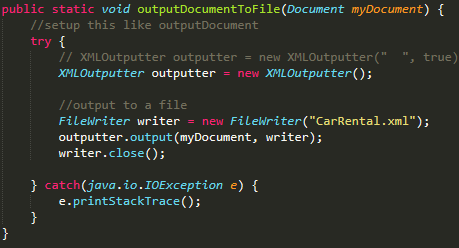 public static void outputDocumentToFile(Document myDocument) {
    //setup this like outputDocument
    try {
        // XMLOutputter outputter = new XMLOutputter("  ", true)
        XMLOutputter outputter = new XMLOutputter();

        //output to a file
        FileWriter writer = new FileWriter("CarRental.xml");
        outputter.output(myDocument, writer);
        writer.close();

    } catch(java.io.IOException e) {
        e.printStackTrace();
    }
}